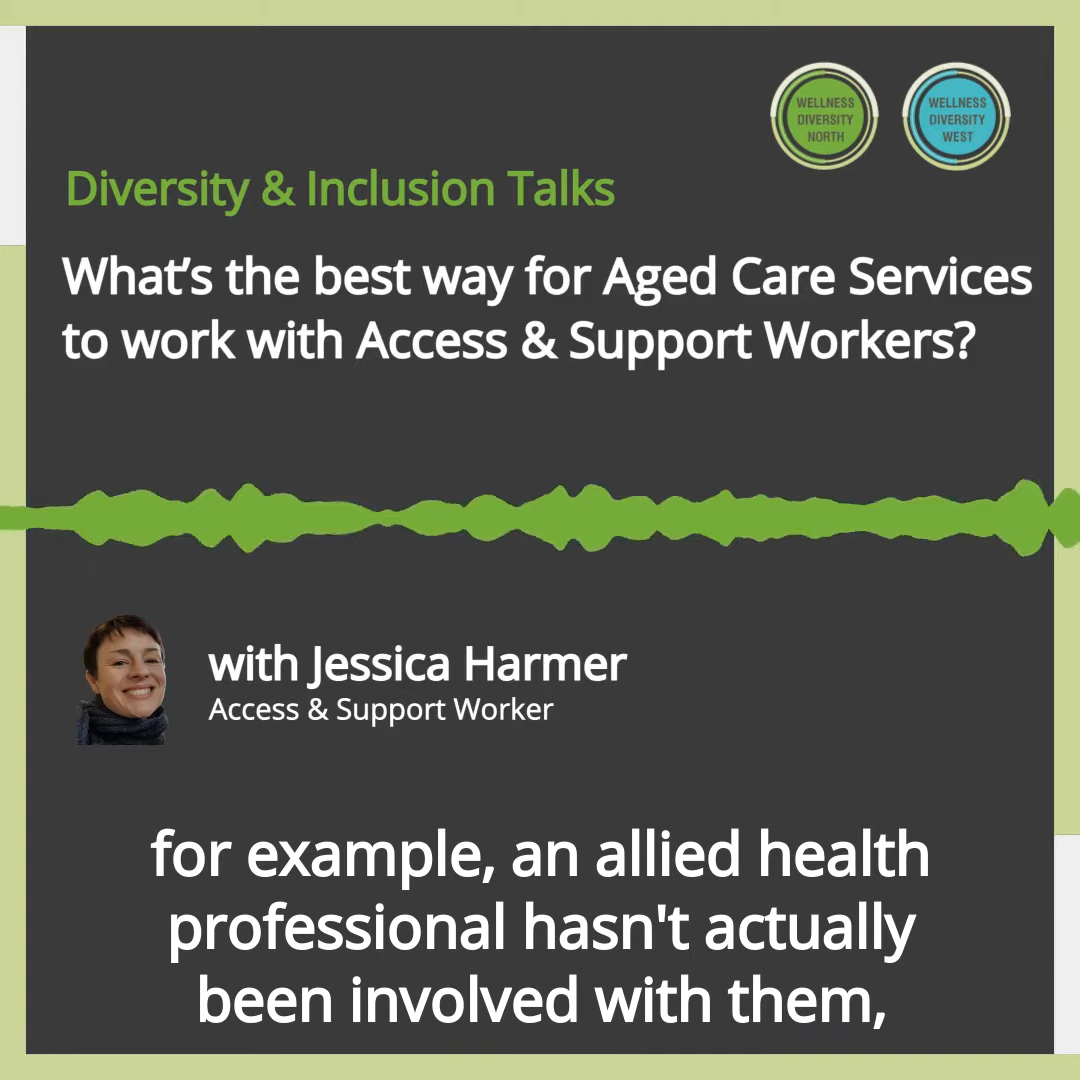 WELLNESS
DIVERSITY
NORTH
WELLNESS
DIVERSITY
WEST
Diversity & Inclusion Talks
What’s the best way for Aged Care Services
to work with Access & Support Workers?
with Jessica Harmer
Access & Support Worker
for example, an allied health
professional hasn't actually
been involved with them,